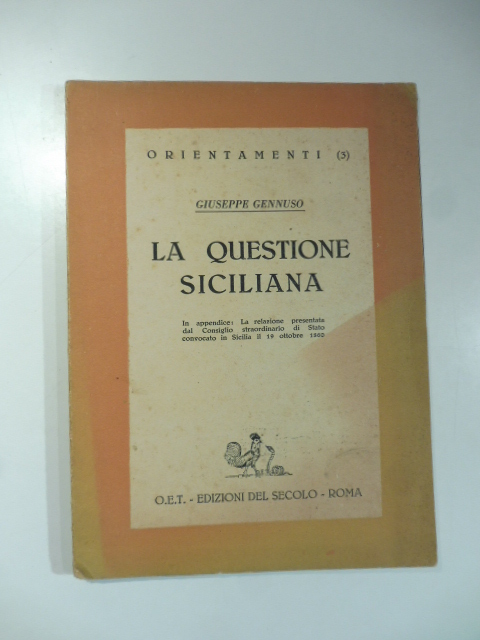 ORIENTAMENTI (3)
GIUSEPPE GENNUSO
LA QUESTIONE
SICILIANA
In appendice: La relazione presentata
dal Consiglio straordinario di Stato
convocato in Sicilia il 19 ottobre 1860
O.E.T. - EDIZIONI DEL SECOLO - ROMA